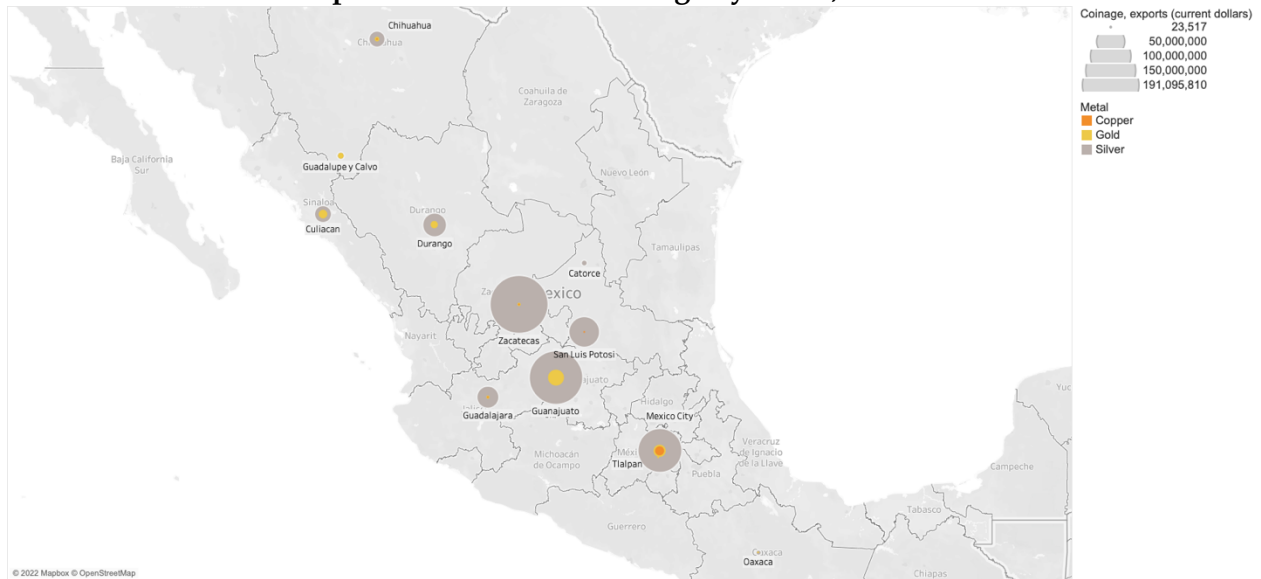 Chihuahua
Coinage, exports (current dollars)
23,517
50,000,000
100,000,000
150,000,000
191,095,810
Metal
Copper
Gold
Silver
Coahuila de
Zaragoza
Baja California
Sur
Guadalupe y Calvo
Nuevo León
Sinaloa
Culiacan
Durango
Durango
Tamaulipas
Catorce
exico
Zacatecas
Nayarit
San Luis Potosi
Guanajuato
Guadalajara
Hidalgo
Mexico City
Michoacán
de Ocampo
Tlalpan
Veracruz
de Ignacio
de la Llave
Puebla
Campeche
Guerrero
Tabasco
Oaxaca
Chiapas
© 2022 Mapbox © OpenStreetMap